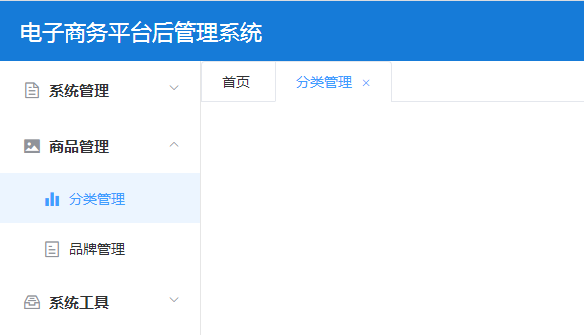 电子商务平台后管理系统
系统管理
商品管理
分类管理
品牌管理
系统工具
首页
分类管理 ×